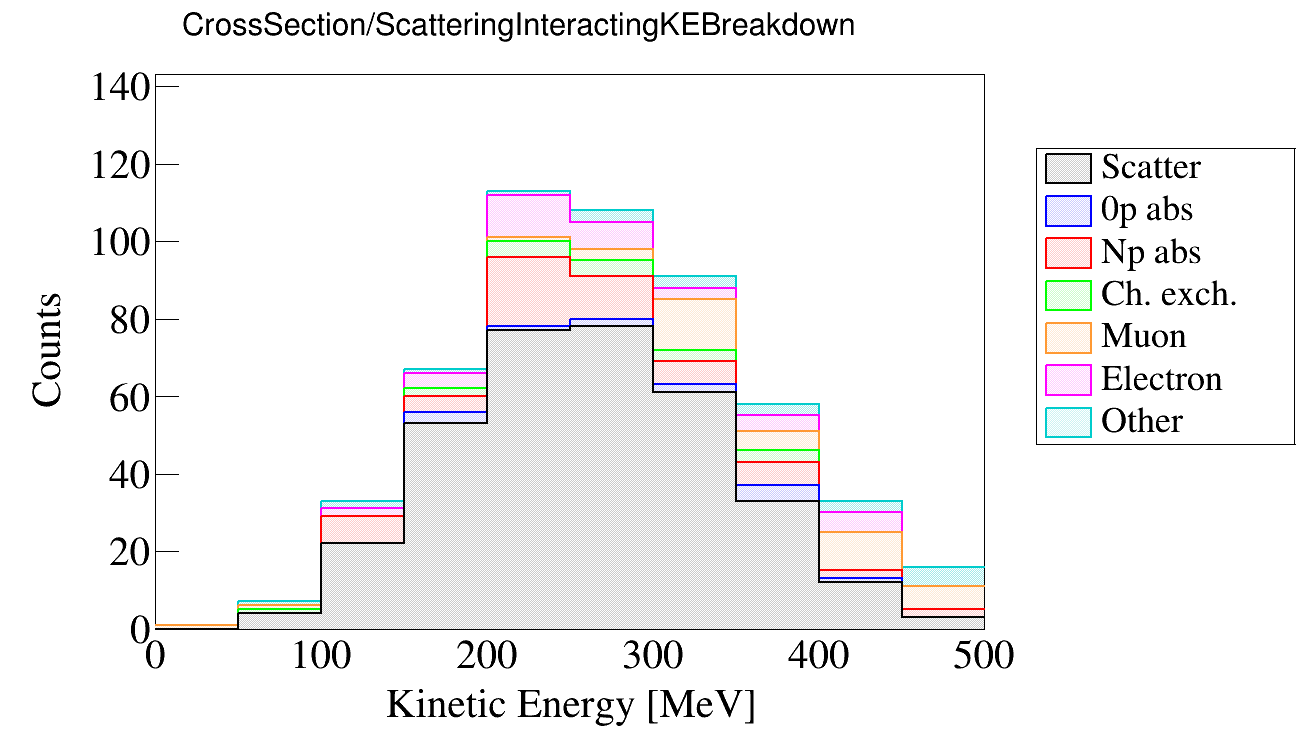 CrossSection/ScatteringInteractingKEBreakdown
140
120
100
80
60
40
20
0
Counts
0 100 200 300 400 500
Kinetic Energy [MeV]
Scatter
0p abs
Np abs
Ch. exch.
Muon
Electron
Other